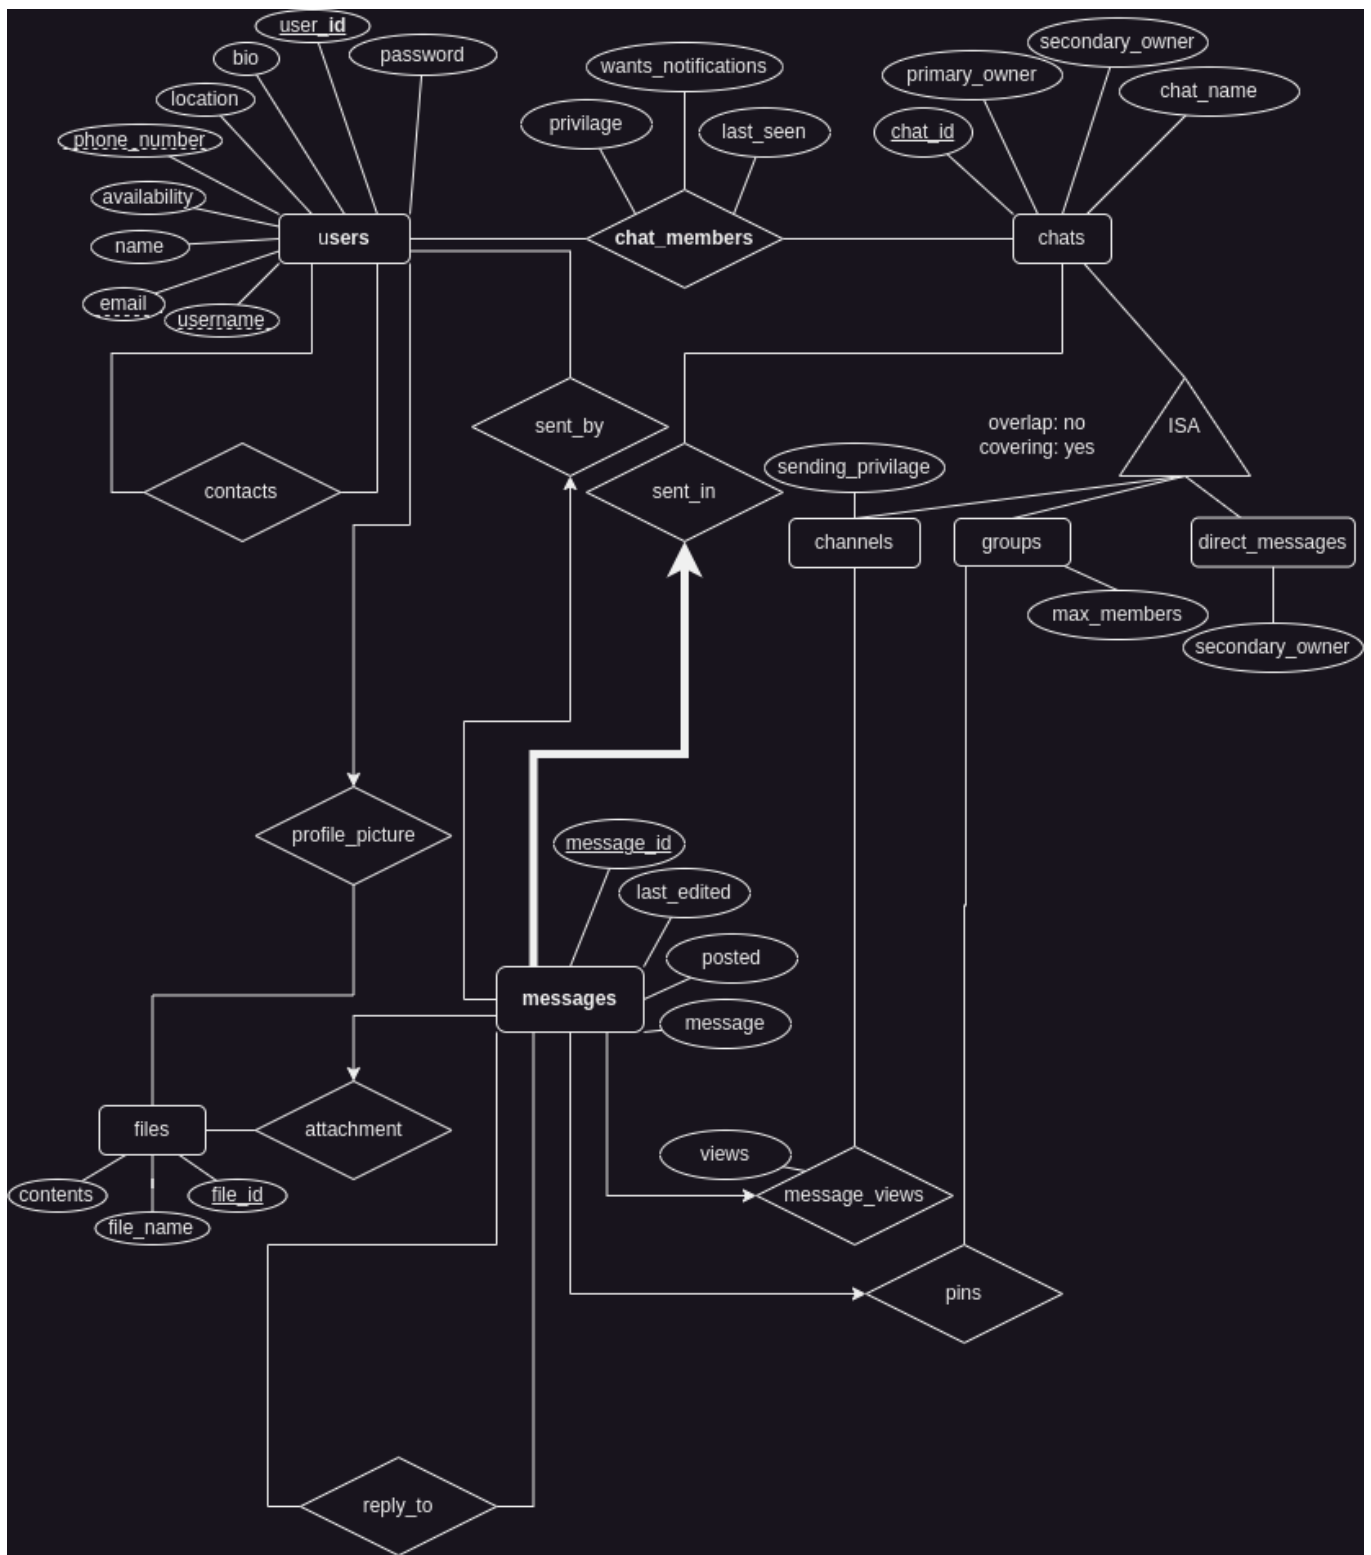 user_id
bio
password
location
phone_number
availability
name
email
username
users
wants_notifications
privilage
last_seen
chat_members
secondary_owner
primary_owner
chat_name
chat_id
chats
sent_by
contacts
sent_in
overlap: no
covering: yes
ISA
sending_privilage
channels
groups
direct_messages
max_members
secondary_owner
profile_picture
message_id
last_edited
posted
messages
message
files
attachment
contents
file_name
file_id
views
message_views
pins
reply_to